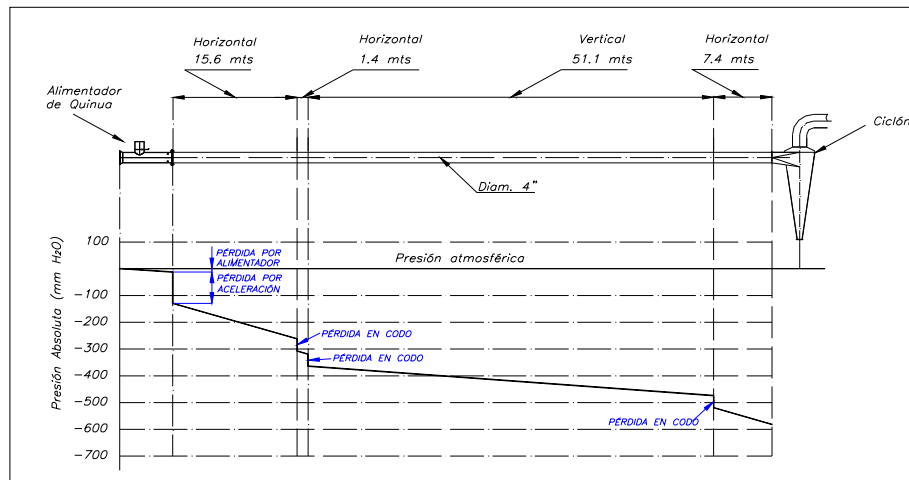 Horizontal
15.6 mts
Horizontal
1.4 mts
Vertical
51.1 mts
Horizontal
7.4 mts
Alimentador
de Quinua
Ciclón
Diam. 4"
Presión Absoluta (mm H2O)
100
-100
-200
-300
-400
-500
-600
-700
PÉRDIDA POR
ALIMENTADOR
PÉRDIDA POR
ACELERACIÓN
Presión atmosférica
PÉRDIDA EN CODO
PÉRDIDA EN CODO
PÉRDIDA EN CODO